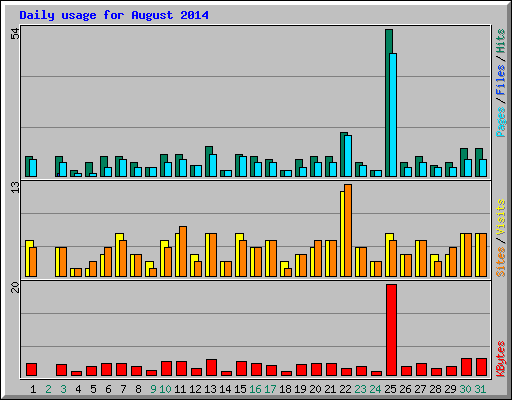 Daily usage for August 2014
54
Pages / Files / Hits
13
Sites / Visits
20
KBytes
1 2 3 4 5 6 7 8 9 10 11 12 13 14 15 16 17 18 19 20 21 22 23 24 25 26 27 28 29 30 31